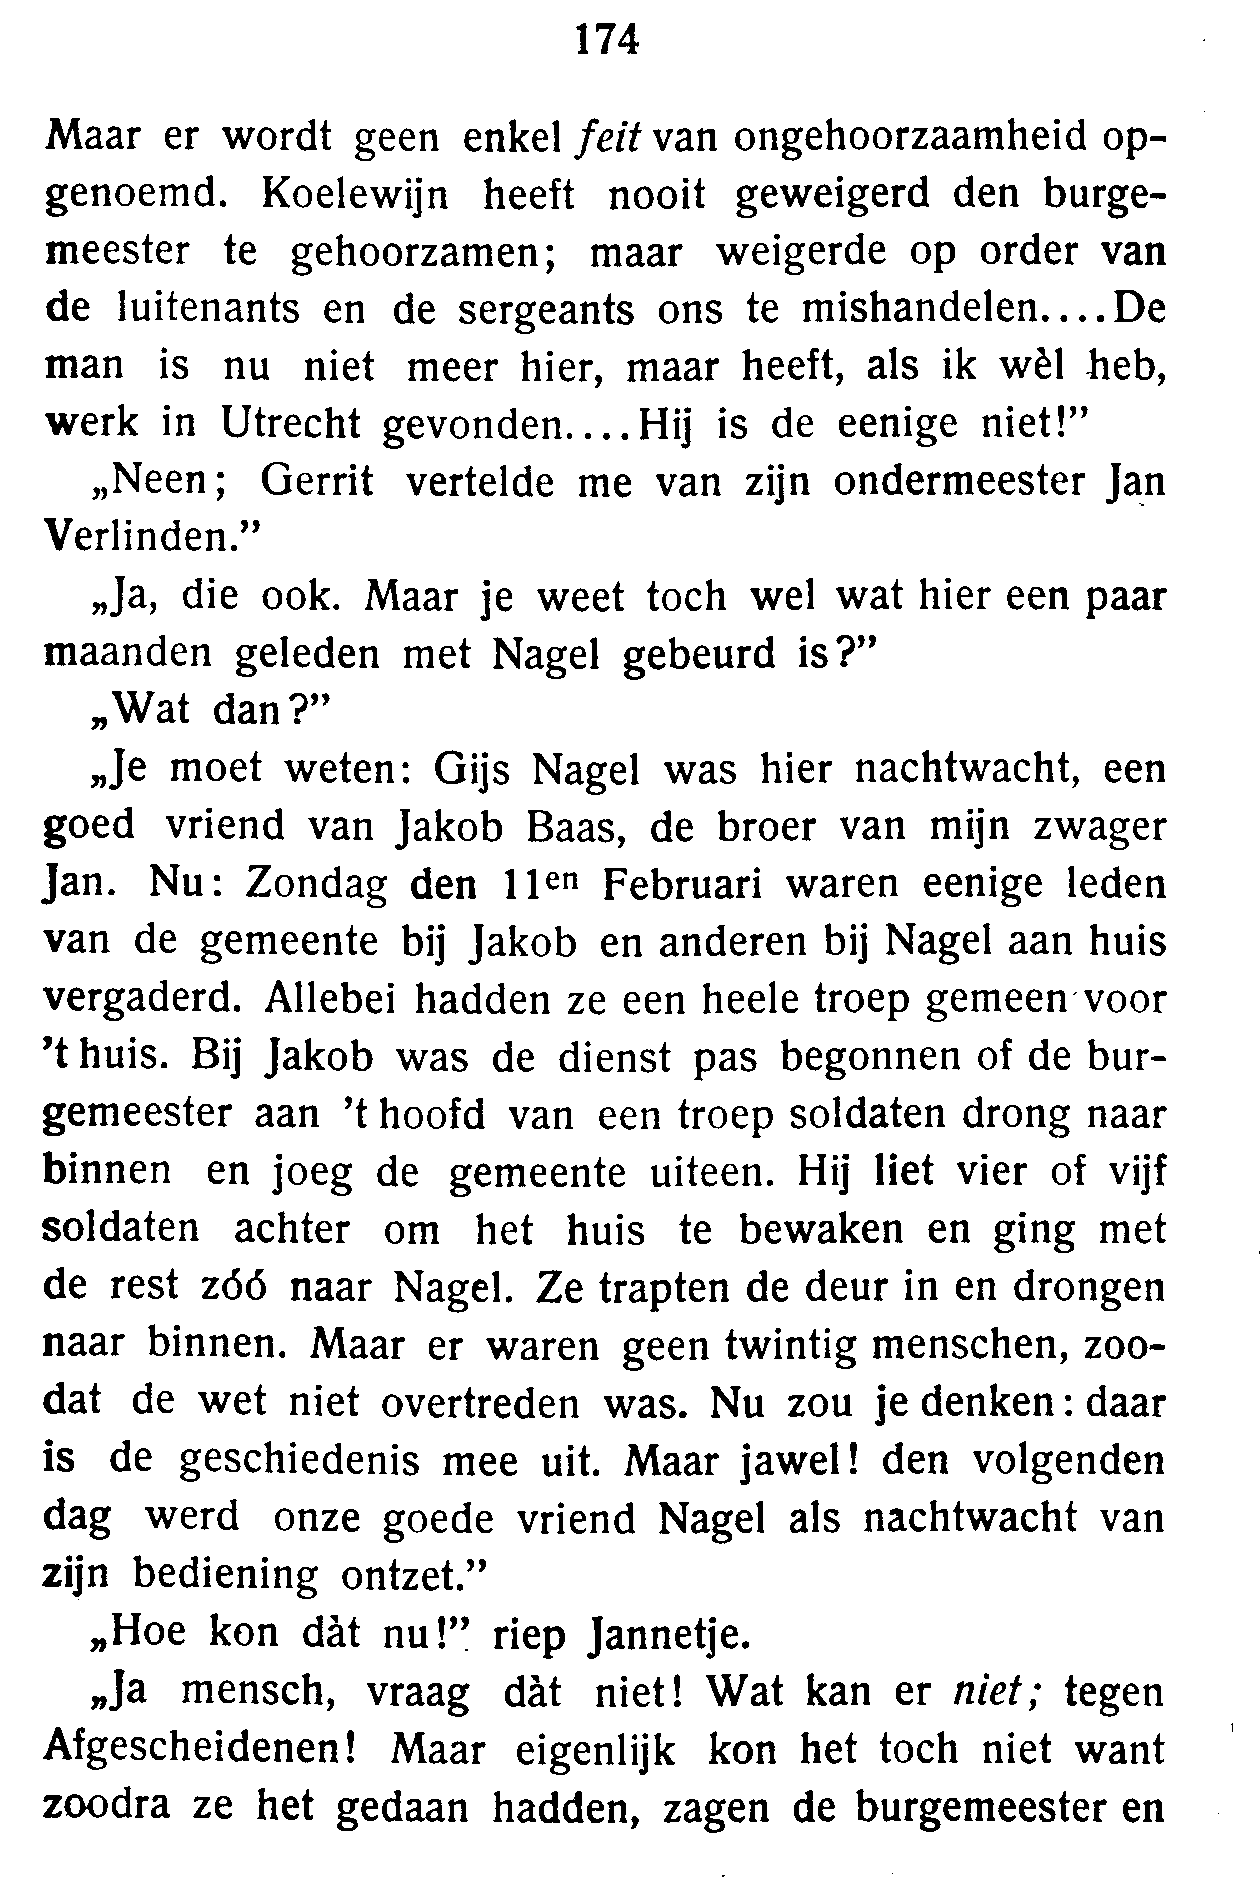 174
Maar er wordt geen enkel feit van ongehoorzaamheid op-
genoemd. Koelewijn heeft nooit geweigerd den burge-
meester te gehoorzamen; maar weigerde op order van
de luitenants en de sergeants ons te mishandelen.... De
man is nu niet meer hier, maar heeft, als ik wèl heb,
werk in Utrecht gevonden.... Hij is de eenige niet!”
„Neen; Gerrit vertelde me van zijn ondermeester Jan
Verlinden.”
„Ja, die ook. Maar je weet toch wel wat hier een paar
maanden geleden met Nagel gebeurd is?”
„Wat dan?”
„Je moet weten: Gijs Nagel was hier nachtwacht, een
goed vriend van Jakob Baas, de broer van mijn zwager
Jan. Nu: Zondag den 11en Februari waren eenige leden
van de gemeente bij Jakob en anderen bij Nagel aan huis
vergaderd. Allebei hadden ze een heele troep gemeen voor
’t huis. Bij Jakob was de dienst pas begonnen of de bur-
gemeester aan ’t hoofd van een troep soldaten drong naar
binnen en joeg de gemeente uiteen. Hij liet vier of vijf
soldaten achter om het huis te bewaken en ging met
de rest zóó naar Nagel. Ze trapten de deur in en drongen
naar binnen. Maar er waren geen twintig menschen, zoo-
dat de wet niet overtreden was. Nu zou je denken: daar
is de geschiedenis mee uit. Maar jawel! den volgenden
dag werd onze goede vriend Nagel als nachtwacht van
zijn bediening ontzet.”
„Hoe kon dàt nu!” riep Jannetje.
„Ja mensch, vraag dàt niet! Wat kan er niet; tegen
Afgescheidenen! Maar eigenlijk kon het toch niet want
zoodra ze het gedaan hadden, zagen de burgemeester en